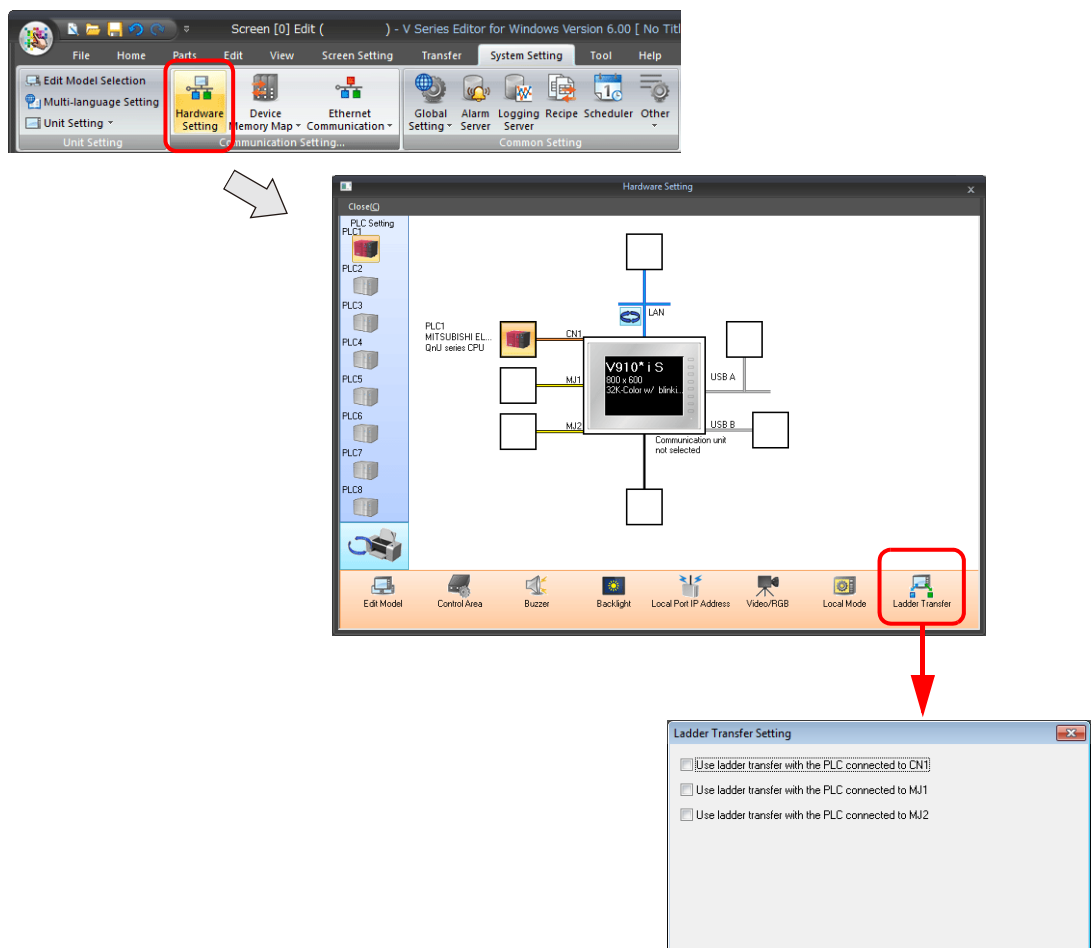 Screen [0] Edit ( ) - V Series Editor for Windows Version 6.00 [ No Titl
File Home Parts Edit View Screen Setting Transfer System Setting Tool Help
Edit Model Selection
Multi-language Setting
Unit Setting
Unit Setting
Hardware
Setting
Device
Memory Map
Ethernet
Communication
Communication Setting...
Global
Setting
Alarm
Server
Logging
Server
Recipe
Scheduler
Other
Common Setting
Hardware Setting
Close(C)
PLC Setting
PLC1
PLC2
PLC3
PLC4
PLC5
PLC6
PLC7
PLC8
LAN
PLC1
MITSUBISHI EL...
QnU series CPU
CN1
MJ1
MJ2
V910*iS
800 x 600
32K-Color w/ blinki...
USB A
USB B
Communication unit
not selected
Edit Model
Control Area
Buzzer
Backlight
Local Port IP Address
Video/RGB
Local Mode
Ladder Transfer
Ladder Transfer Setting
Use ladder transfer with the PLC connected to CN1
Use ladder transfer with the PLC connected to MJ1
Use ladder transfer with the PLC connected to MJ2